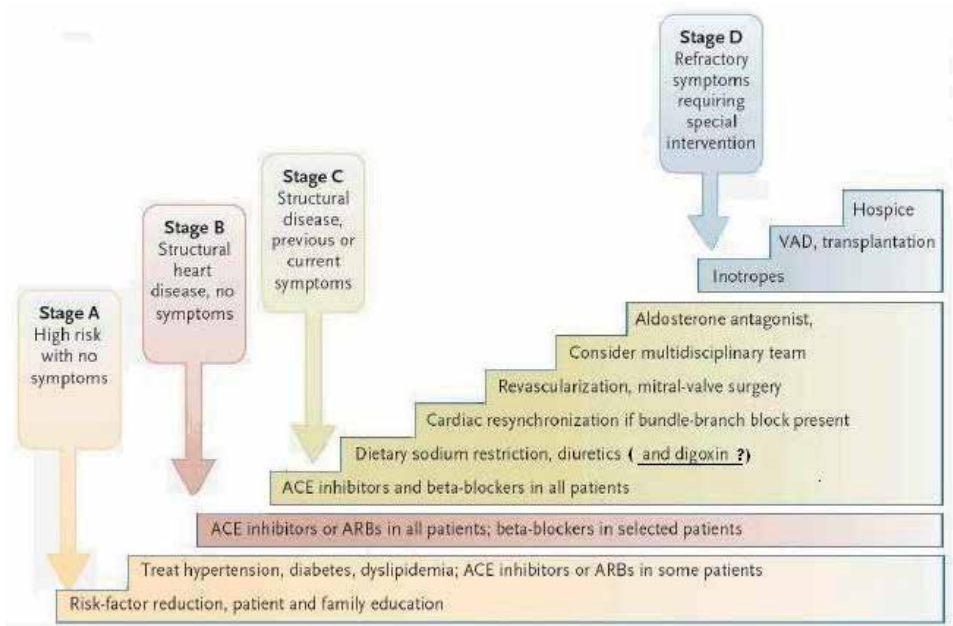 Stage D
Refractory
symptoms
requiring
special
intervention
Stage C
Structural
disease,
previous or
current
symptoms
Stage B
Structural
heart
disease, no
symptoms
Stage A
High risk
with no
symptoms
Hospice
VAD, transplantation
Inotropes
Aldosterone antagonist,
Consider multidisciplinary team
Revascularization, mitral-valve surgery
Cardiac resynchronization if bundle-branch block present
Dietary sodium restriction, diuretics ( and digoxin ?)
ACE inhibitors and beta-blockers in all patients
ACE inhibitors or ARBs in all patients; beta-blockers in selected patients
Treat hypertension, diabetes, dyslipidemia; ACE inhibitors or ARBs in some patients
Risk-factor reduction, patient and family education